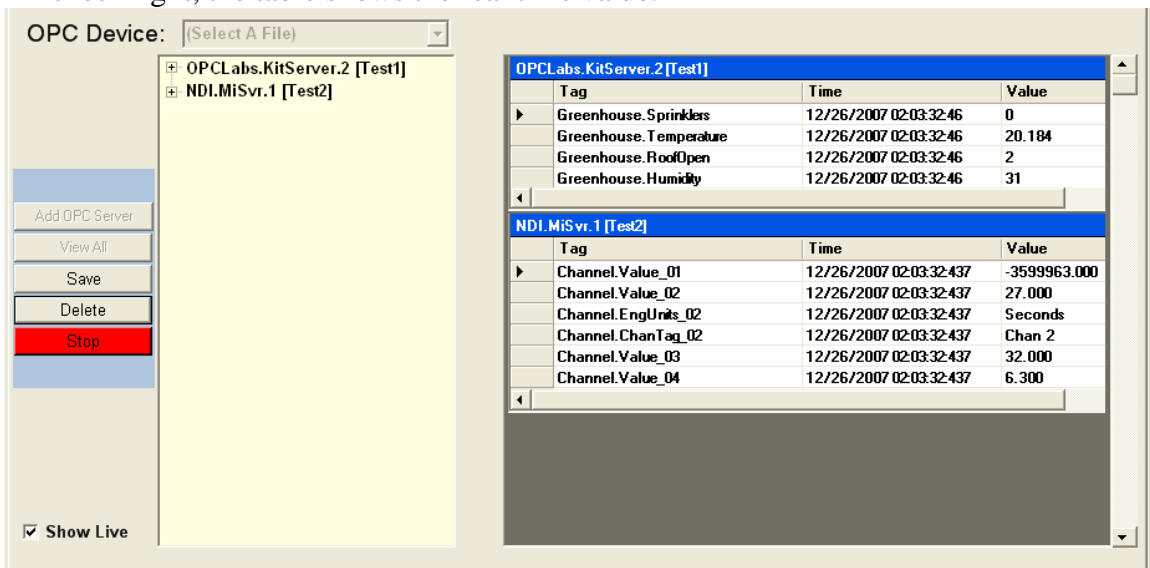 OPC Device: (Select A File)
OPCLabs.KitServer.2 [Test1]
NDI.MiSvr.1 [Test2]
Add OPC Server
View All
Save
Delete
Stop
Show Live
OPCLabs.KitServer.2 [Test1]
Tag Time Value
Greenhouse.Sprinklers 12/26/2007 02:03:32:46 0
Greenhouse.Temperature 12/26/2007 02:03:32:46 20.184
Greenhouse.RoofOpen 12/26/2007 02:03:32:46 2
Greenhouse.Humidity 12/26/2007 02:03:32:46 31
NDI.MiSvr.1 [Test2]
Tag Time Value
Channel.Value_01 12/26/2007 02:03:32:437 -3599963.000
Channel.Value_02 12/26/2007 02:03:32:437 27.000
Channel.EngUnits_02 12/26/2007 02:03:32:437 Seconds
Channel.ChanTag_02 12/26/2007 02:03:32:437 Chan 2
Channel.Value_03 12/26/2007 02:03:32:437 32.000
Channel.Value_04 12/26/2007 02:03:32:437 6.300